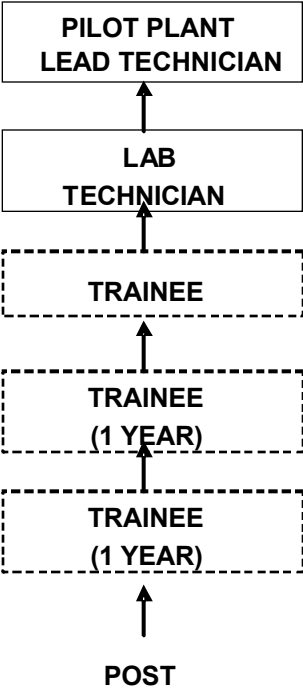 PILOT PLANT
LEAD TECHNICIAN
LAB
TECHNICIAN
TRAINEE
TRAINEE
(1 YEAR)
TRAINEE
(1 YEAR)
POST